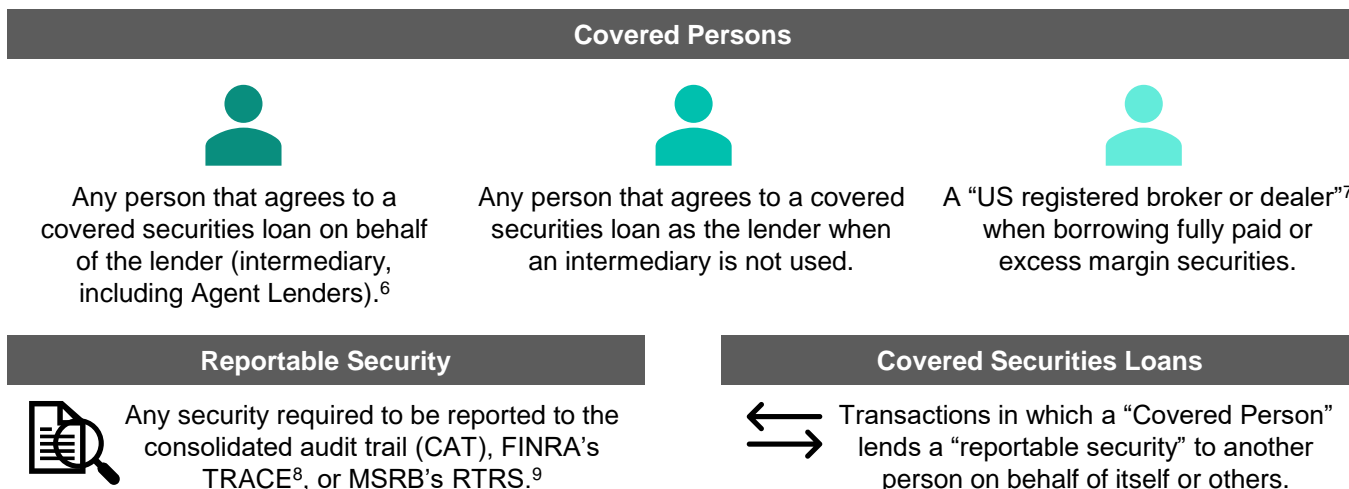 Covered Persons
Any person that agrees to a
covered securities loan on behalf
of the lender (intermediary,
including Agent Lenders).6
Any person that agrees to a covered
securities loan as the lender when
an intermediary is not used.
A “US registered broker or dealer”7
when borrowing fully paid or
excess margin securities.
Reportable Security
Any security required to be reported to the
consolidated audit trail (CAT), FINRA’s
TRACE8, or MSRB’s RTRS.9
Covered Securities Loans
Transactions in which a “Covered Person”
lends a “reportable security” to another
person on behalf of itself or others.